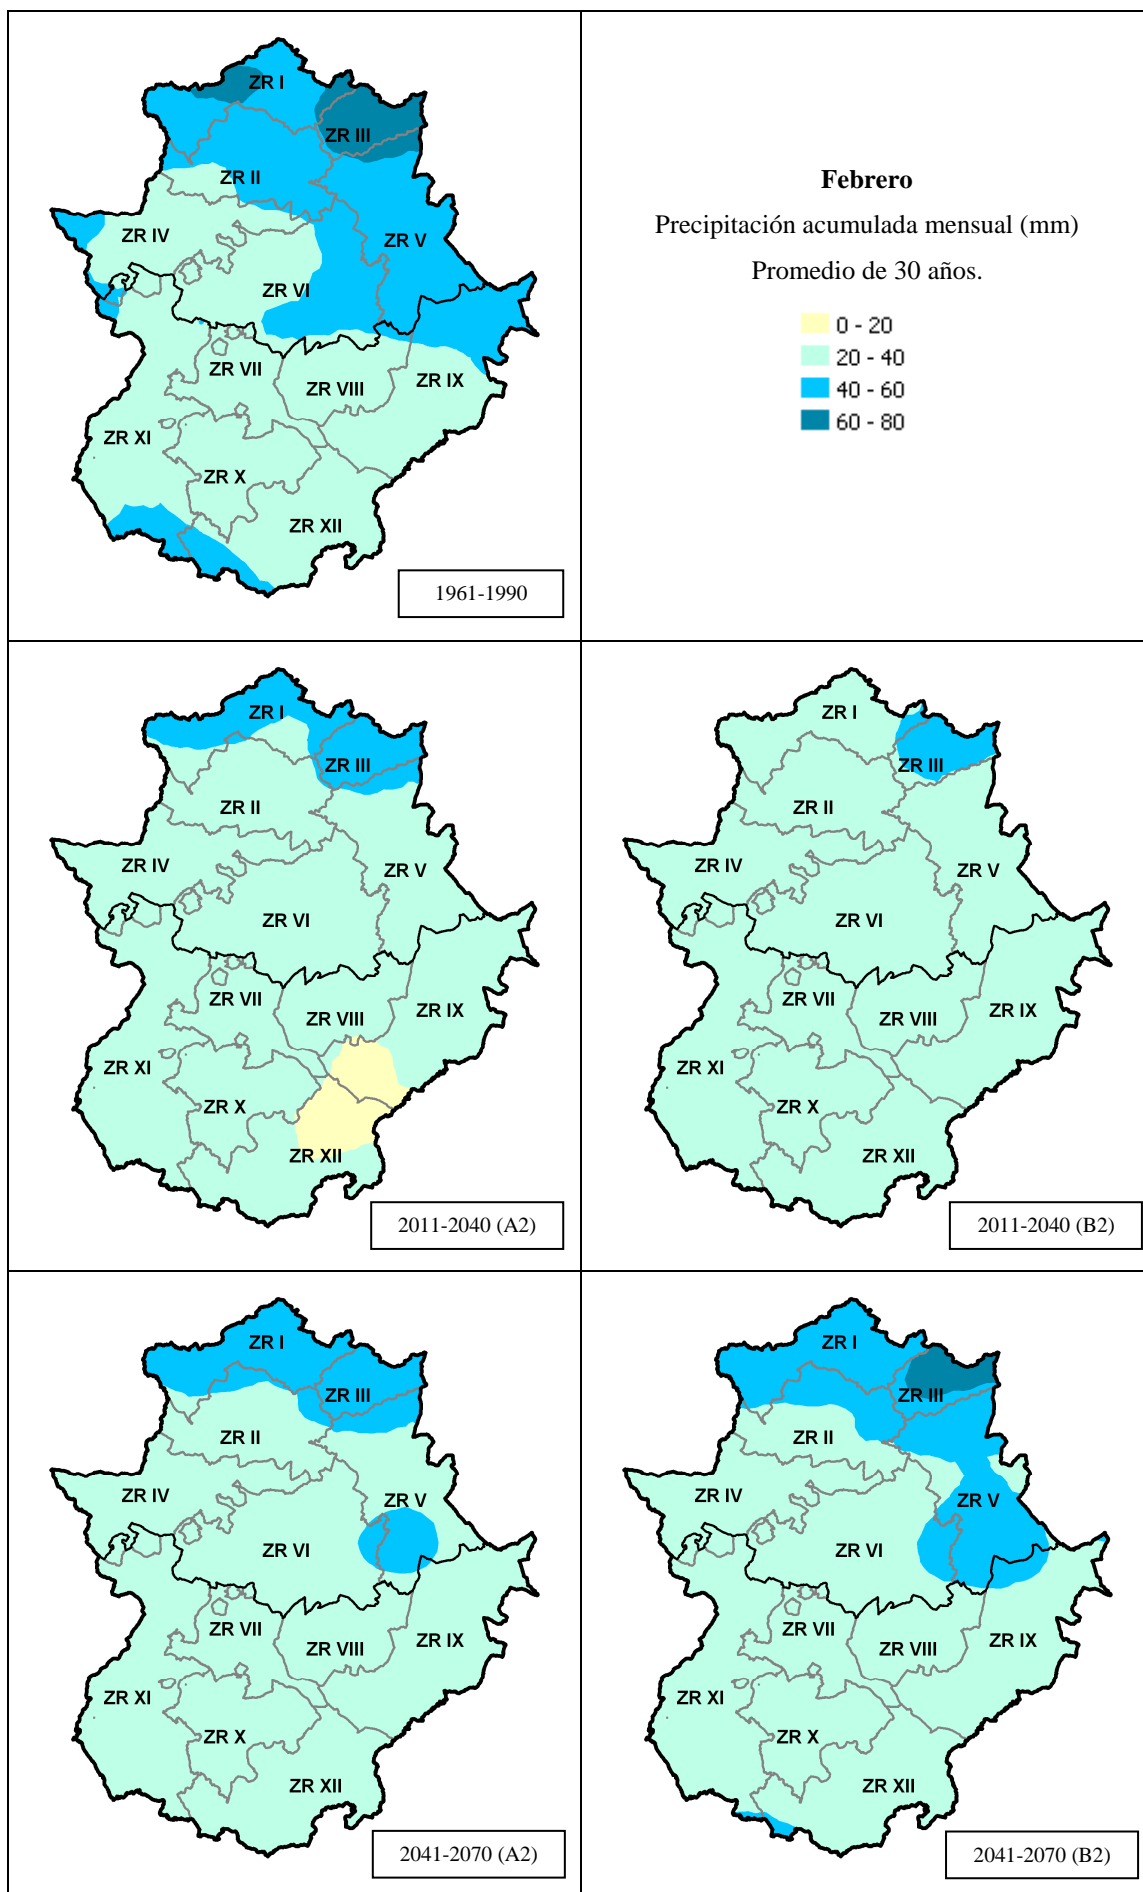 ZR I
ZR III
ZR II
ZR IV
ZR V
ZR VI
ZR VII
ZR VIII
ZR IX
ZR XI
ZR X
ZR XII
1961-1990
Febrero
Precipitación acumulada mensual (mm)
Promedio de 30 años.
0 - 20
20 - 40
40 - 60
60 - 80
ZR I
ZR III
ZR II
ZR IV
ZR V
ZR VI
ZR VII
ZR VIII
ZR IX
ZR XI
ZR X
ZR XII
2011-2040 (A2)
ZR I
ZR III
ZR II
ZR IV
ZR V
ZR VI
ZR VII
ZR VIII
ZR IX
ZR XI
ZR X
ZR XII
2011-2040 (B2)
ZR I
ZR III
ZR II
ZR IV
ZR V
ZR VI
ZR VII
ZR VIII
ZR IX
ZR XI
ZR X
ZR XII
2041-2070 (A2)
ZR I
ZR III
ZR II
ZR IV
ZR V
ZR VI
ZR VII
ZR VIII
ZR IX
ZR XI
ZR X
ZR XII
2041-2070 (B2)